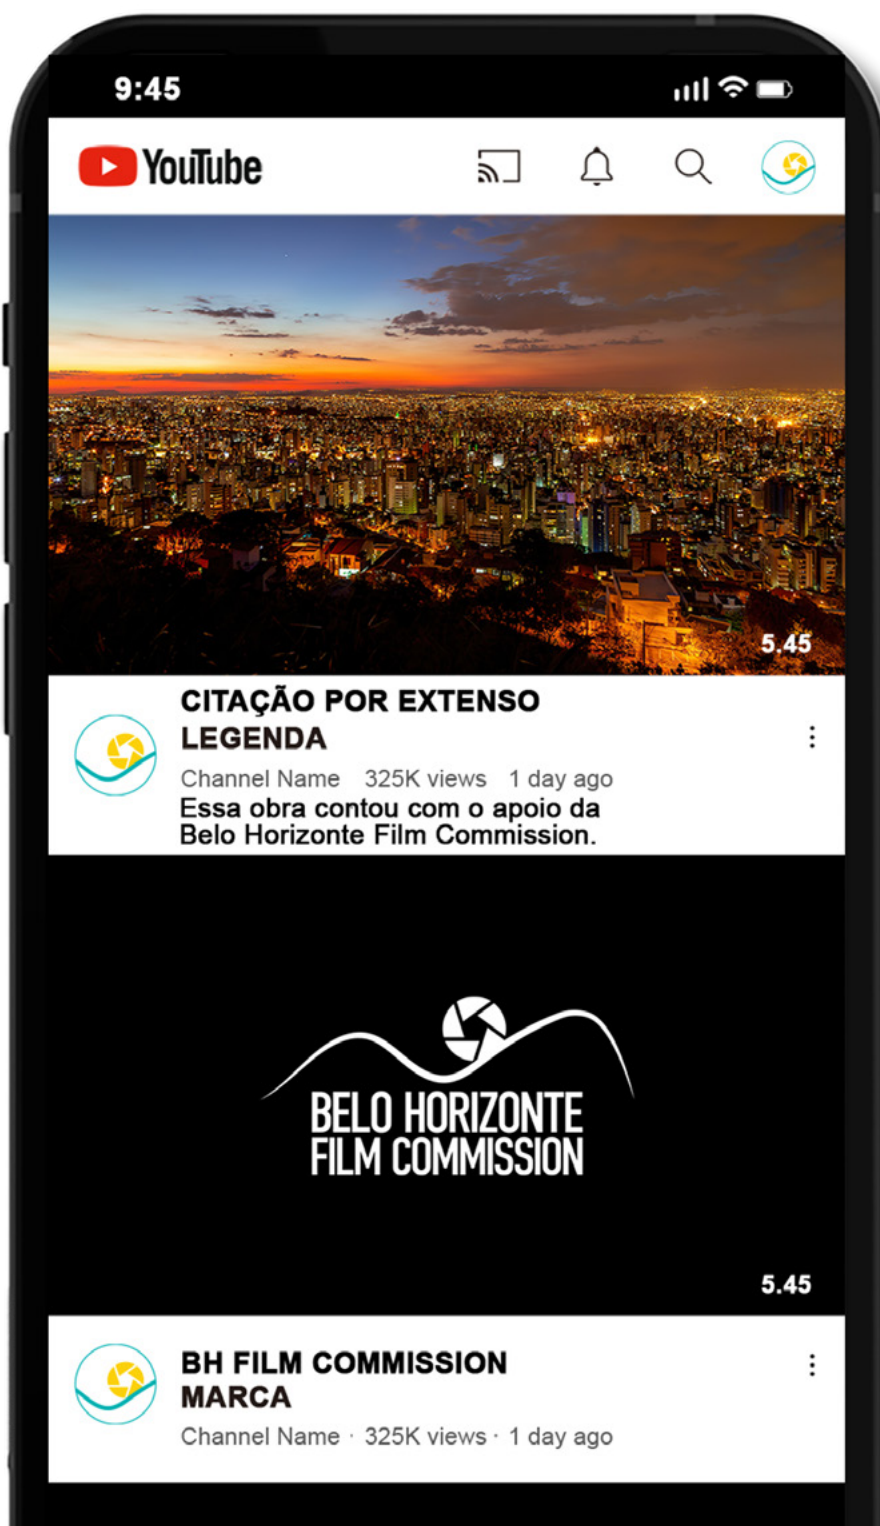 9:45
YouTube
5.45
CITAÇÃO POR EXTENSO
LEGENDA
Channel Name 325K views 1 day ago
Essa obra contou com o apoio da
Belo Horizonte Film Commission.
BELO HORIZONTE
FILM COMMISSION
5.45
BH FILM COMMISSION
MARCA
Channel Name · 325K views · 1 day ago